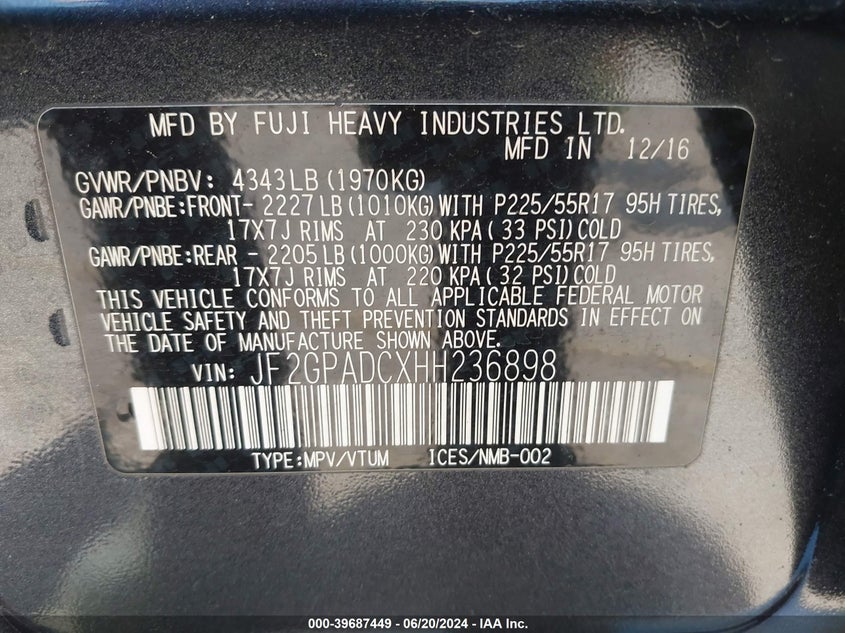 MFD BY FUJI HEAVY INDUSTRIES LTD.
MFD IN 12/16
GVWR/PNBV: 4343LB (1970KG)
GAWR/PNBE:FRONT- 2227LB(1010KG)WITH P225/55R17 95H TIRES,
17X7J RIMS AT 230 KPA( 33 PSI)COLD
GAWR/PNBE:REAR - 2205LB(1000KG)WITH P225/55R17 95H TIRES,
17X7J RIMS AT 220 KPA( 32 PSI)COLD
THIS VEHICLE CONFORMS TO ALL APPLICABLE FEDERAL MOTOR
VEHICLE SAFETY AND THEFT PREVENTION STANDARDS IN EFFECT ON
THE DATE OF MANUFACTURE SHOWN ABOVE.
VIN: JF2GPADCXHH236898
TYPE:MPV/VTUM ICES/NMB-002
000-39687449 - 06/20/2024 - IAA Inc.